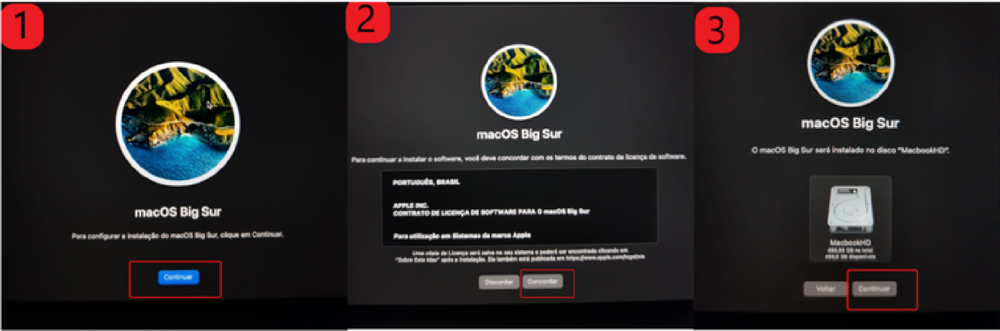 1
macOS Big Sur
Para configurar a instalação do macOS Big Sur, clique em Continuar.
Continuar
2
macOS Big Sur
Para continuar a instalar o software, você deve concordar com os termos do contrato de licença de software.
PORTUGUÊS, BRASIL
APPLE INC.
CONTRATO DE LICENÇA DE SOFTWARE PARA O macOS Big Sur
Para utilização em Sistemas da marca Apple
Uma cópia da Licença será salva no seu sistema e poderá ser encontrada clicando em
"Sobre Este Mac" após a instalação. Ela também está publicada em https://www.apple.com/legal/sla
Discordar
Concordar
3
macOS Big Sur
O macOS Big Sur será instalado no disco "MacbookHD".
MacbookHD
GB no total
GB disponíveis
Voltar
Continuar